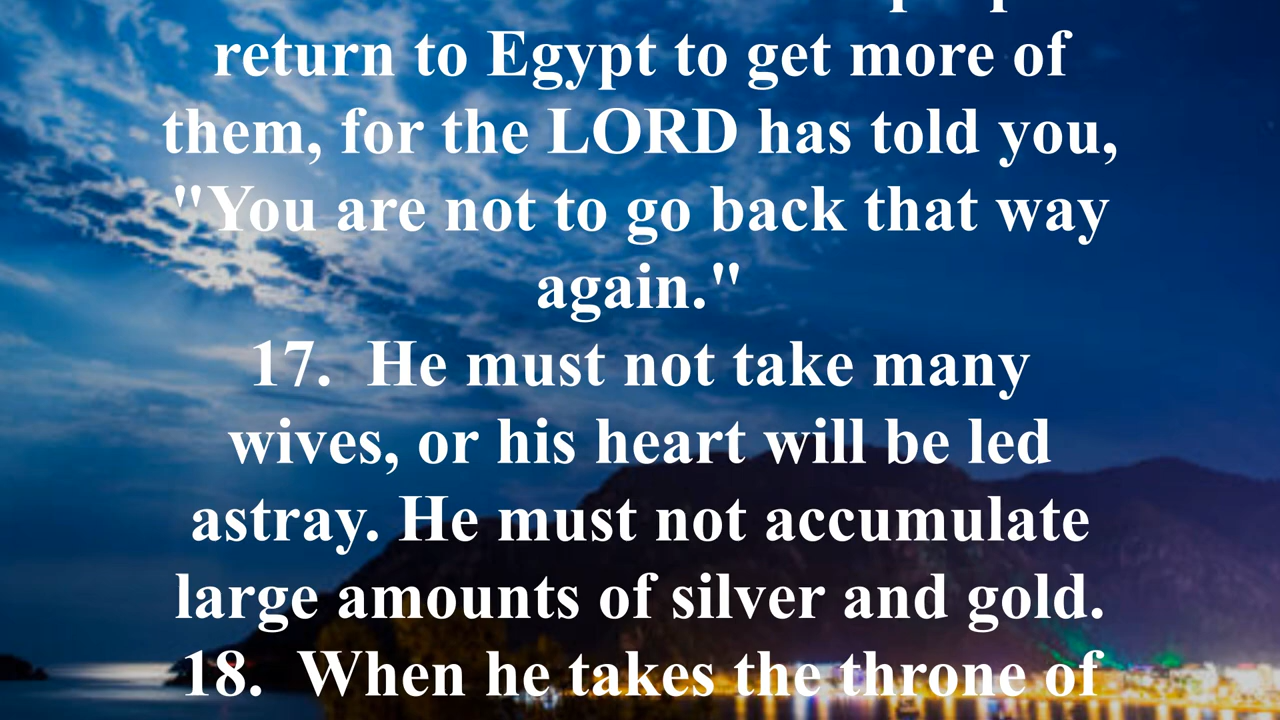 return to Egypt to get more of
them, for the LORD has told you,
"You are not to go back that way
again."
17.  He must not take many
wives, or his heart will be led
astray. He must not accumulate
large amounts of silver and gold.
18.  When he takes the throne of